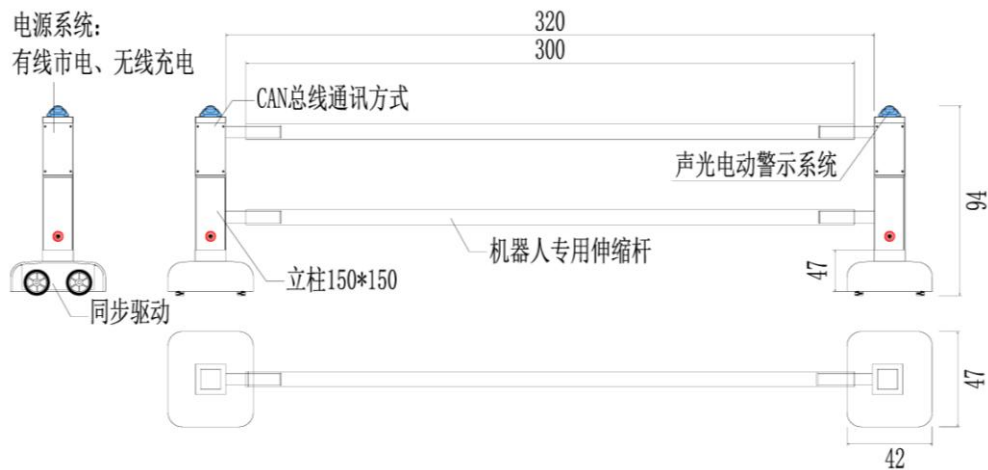 电源系统:
有线市电、无线充电
320
300
CAN总线通讯方式
声光电动警示系统
94
机器人专用伸缩杆
47
立柱150*150
同步驱动
47
42